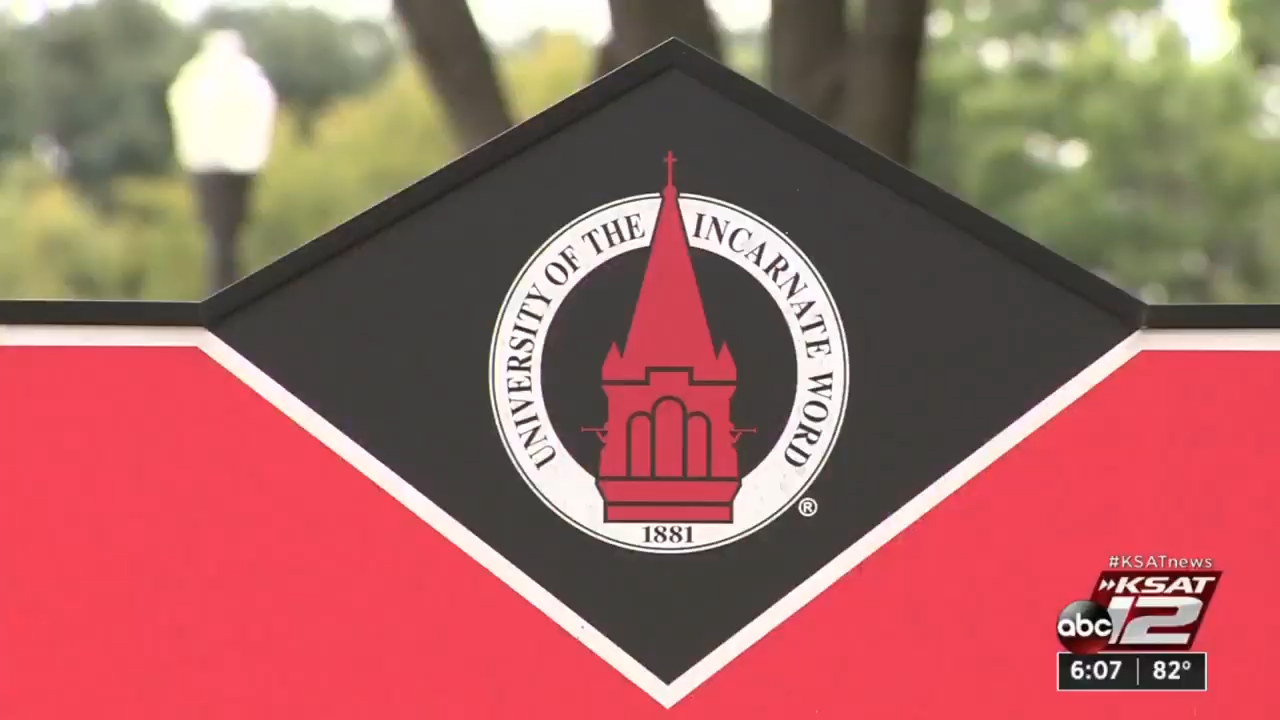 UNIVERSITY OF THE INCARNATE WORD
1881
®
#KSATnews
KSAT
abc 12
6:07 | 82°